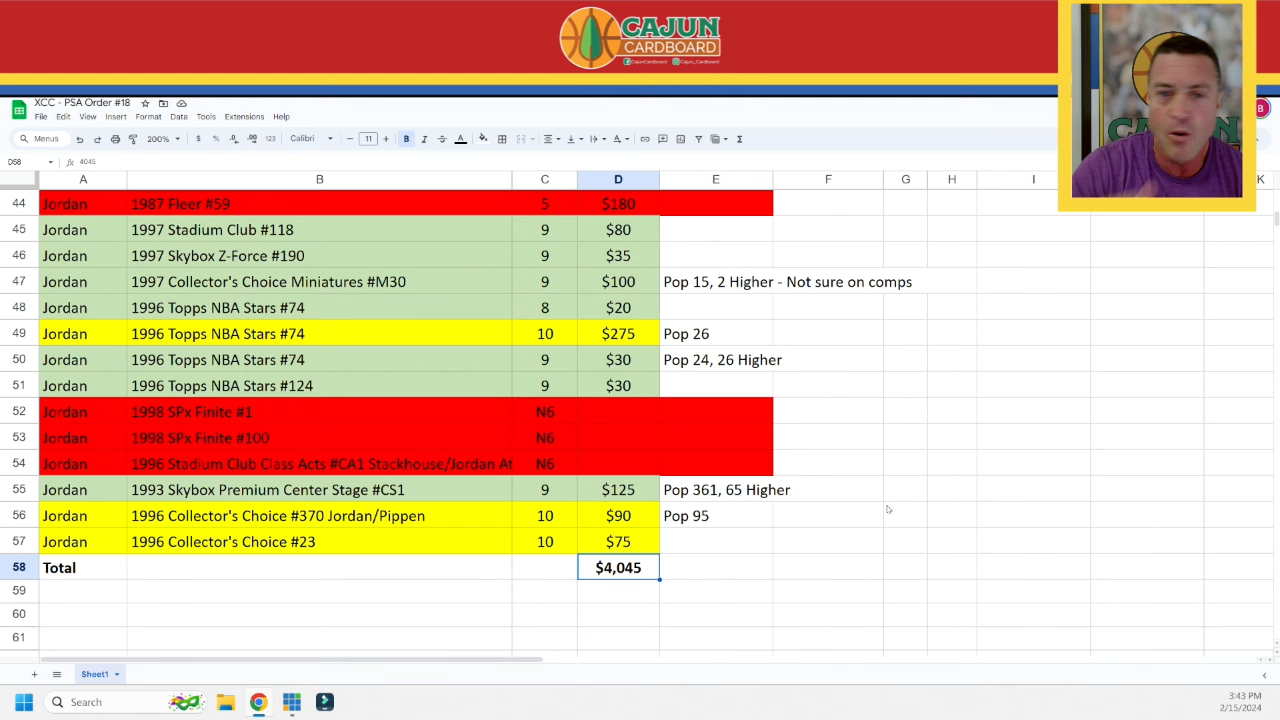 CAJUN
CARDBOARD
CajunCardboard Cajun_Cardboard
XCC - PSA Order #18
File Edit View Insert Format Data Tools Extensions Help
Menus 200% $ % .0 .00 123 Calibri 11 B I A
D58 fx 4045
A B C D E F G H I K
44 Jordan 1987 Fleer #59 5 $180
45 Jordan 1997 Stadium Club #118 9 $80
46 Jordan 1997 Skybox Z-Force #190 9 $35
47 Jordan 1997 Collector's Choice Miniatures #M30 9 $100 Pop 15, 2 Higher - Not sure on comps
48 Jordan 1996 Topps NBA Stars #74 8 $20
49 Jordan 1996 Topps NBA Stars #74 10 $275 Pop 26
50 Jordan 1996 Topps NBA Stars #74 9 $30 Pop 24, 26 Higher
51 Jordan 1996 Topps NBA Stars #124 9 $30
52 Jordan 1998 SPx Finite #1 N6
53 Jordan 1998 SPx Finite #100 N6
54 Jordan 1996 Stadium Club Class Acts #CA1 Stackhouse/Jordan At N6
55 Jordan 1993 Skybox Premium Center Stage #CS1 9 $125 Pop 361, 65 Higher
56 Jordan 1996 Collector's Choice #370 Jordan/Pippen 10 $90 Pop 95
57 Jordan 1996 Collector's Choice #23 10 $75
58 Total $4,045
59
60
61
Sheet1
Search
3:43 PM
2/15/2024